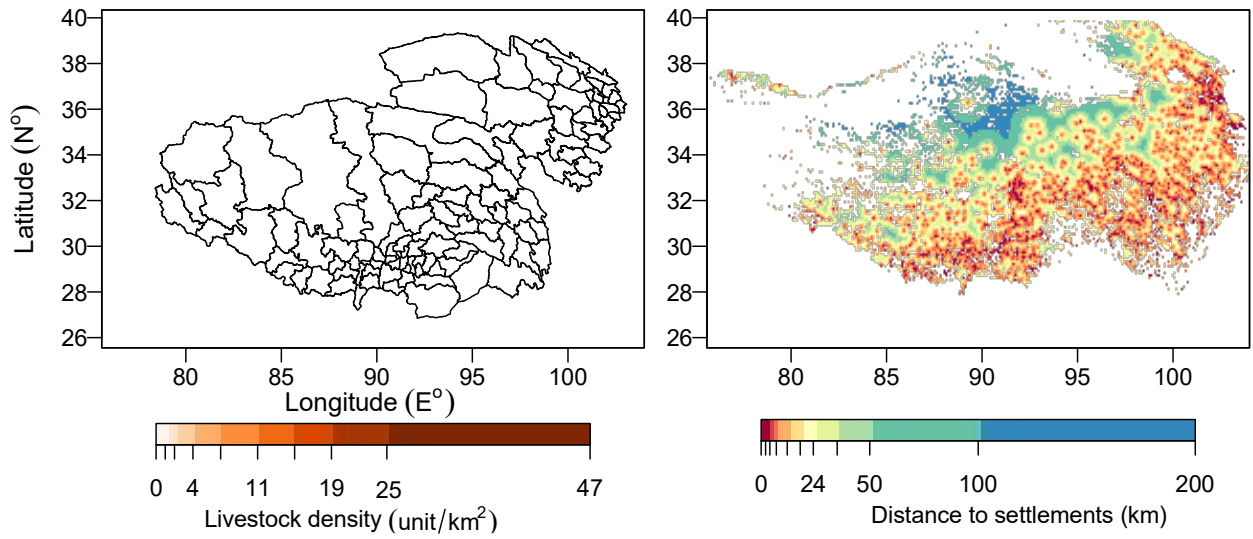 40
38
36
34
32
30
28
26
Latitude (N°)
80 85 90 95 100
Longitude (E°)
0 4 11 19 25 47
Livestock density (unit/km²)
40
38
36
34
32
30
28
26
80 85 90 95 100
0 24 50 100 200
Distance to settlements (km)